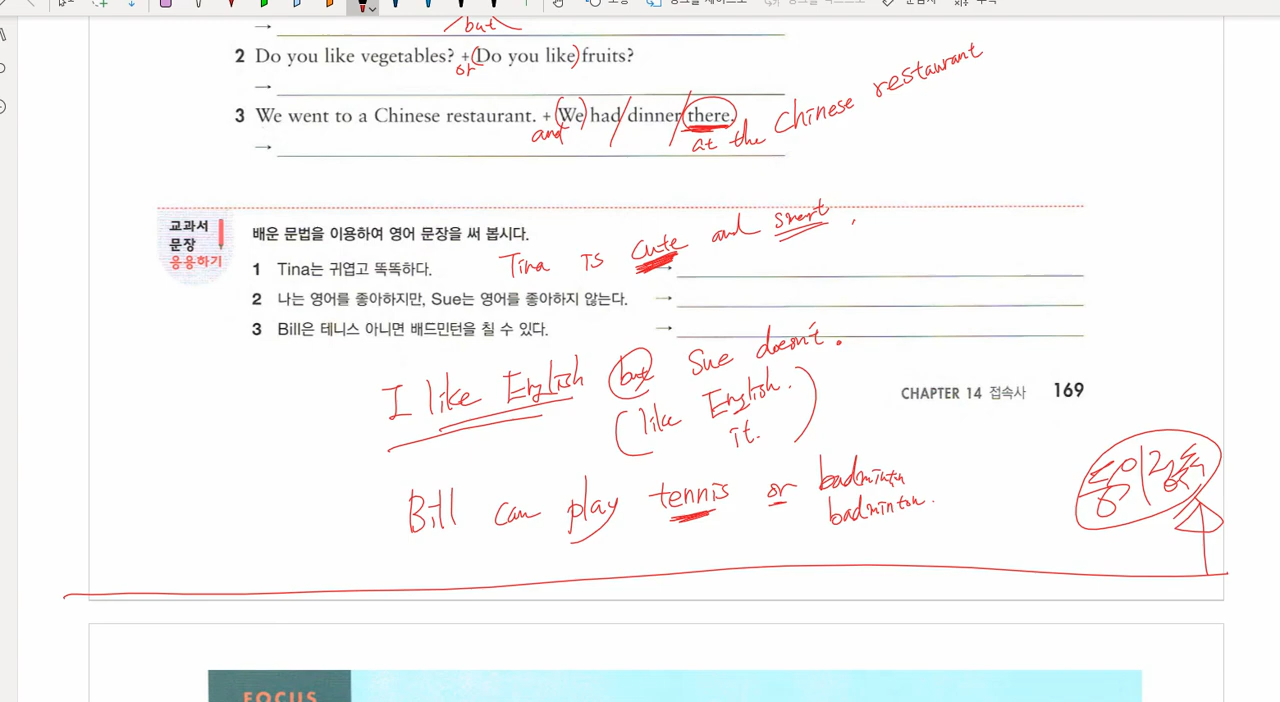 but
2 Do you like vegetables? + (Do you like) fruits?
or
→
3 We went to a Chinese restaurant. + (We) had / dinner / there.
and
at the Chinese restaurant
→
교과서
문장
응용하기
배운 문법을 이용하여 영어 문장을 써 봅시다.
1 Tina는 귀엽고 똑똑하다. →
Tina is cute and smart.
2 나는 영어를 좋아하지만, Sue는 영어를 좋아하지 않는다. →
3 Bill은 테니스 아니면 배드민턴을 칠 수 있다. →
I like English but Sue doesn't.
(like English.
it. )
CHAPTER 14 접속사 169
Bill can play tennis or badminton
badminton.
FOCUS